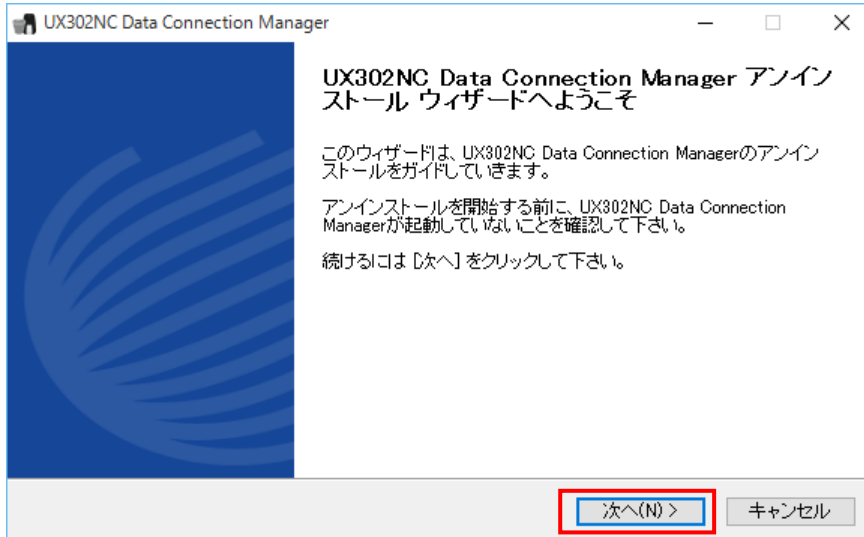 UX302NC Data Connection Manager
UX302NC Data Connection Manager アンイン
ストール ウィザードへようこそ
このウィザードは、UX302NC Data Connection Managerのアンイン
ストールをガイドしていきます。
アンインストールを開始する前に、UX302NC Data Connection
Managerが起動していないことを確認して下さい。
続けるには [次へ] をクリックして下さい。
次へ(N) >
キャンセル